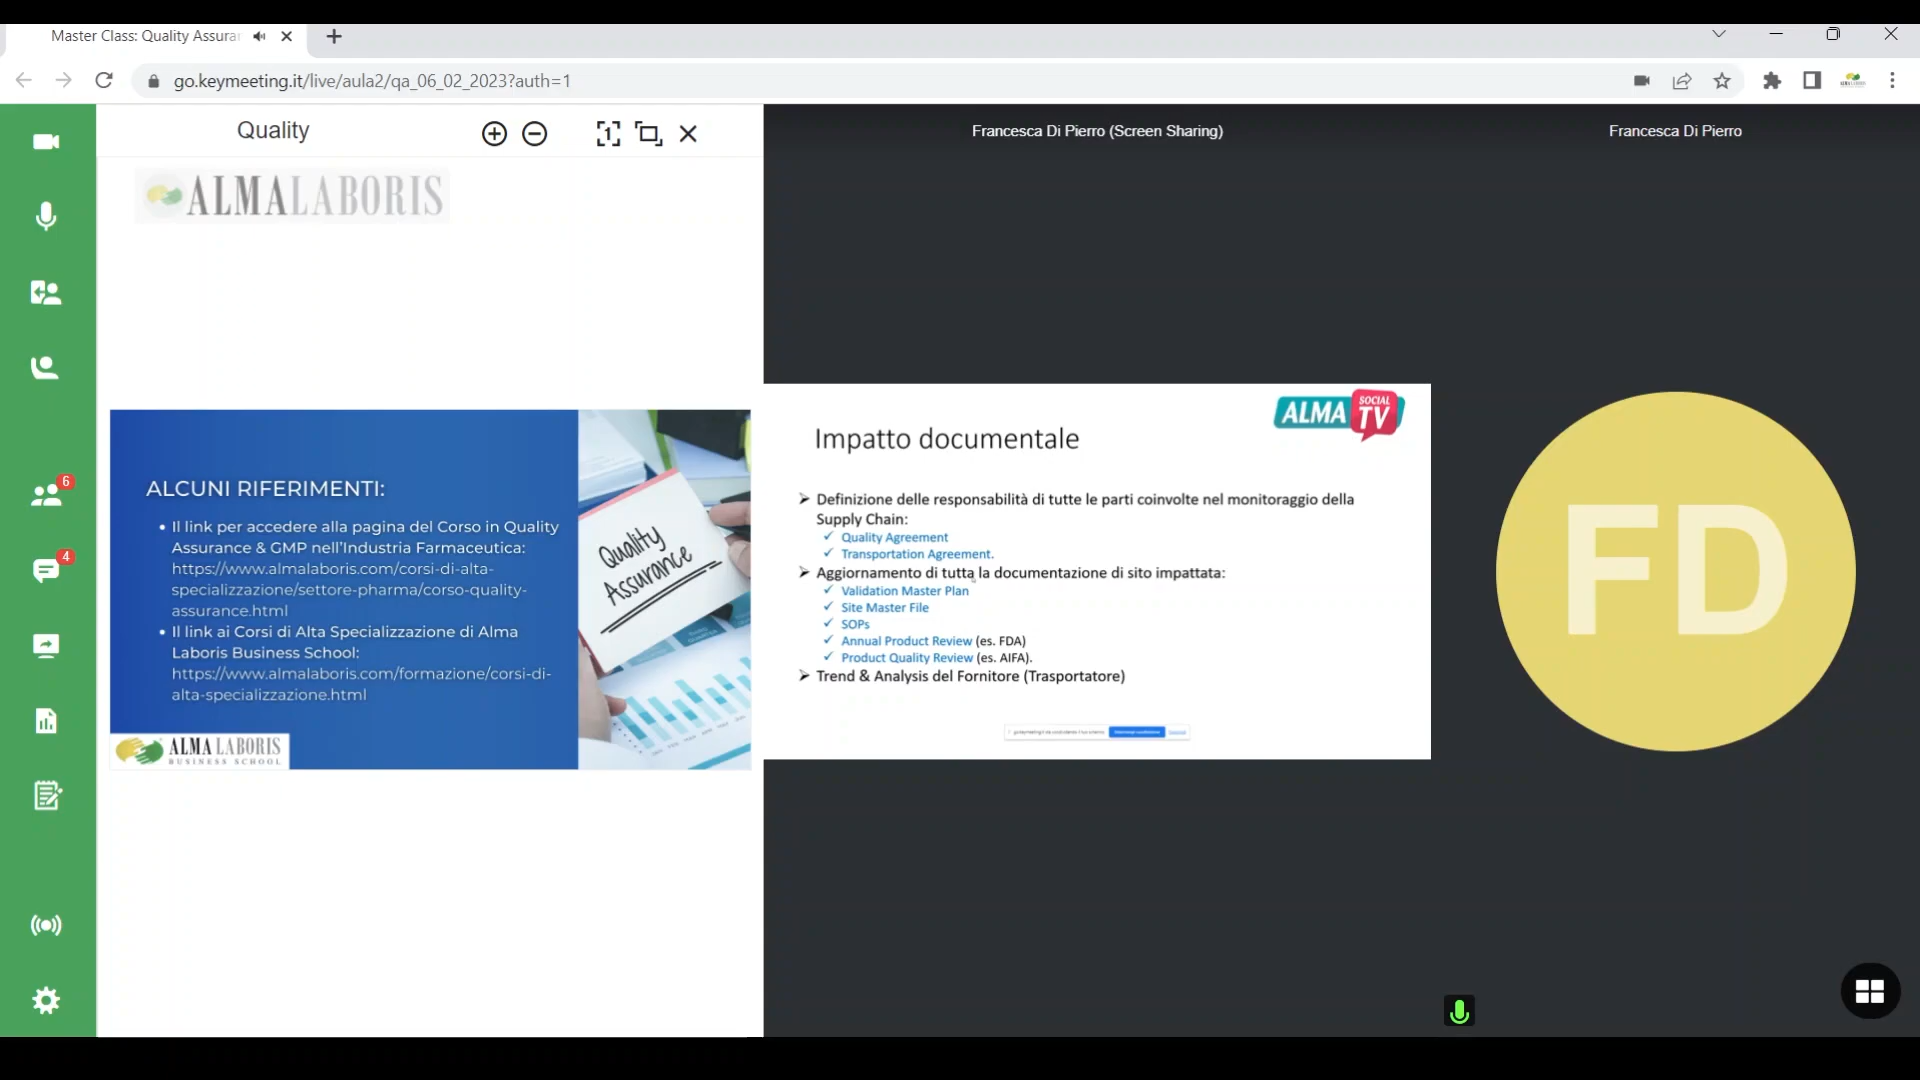 Master Class: Quality Assurar
go.keymeeting.it/live/aula2/qa_06_02_2023?auth=1
Quality
ALMALABORIS
Francesca Di Pierro (Screen Sharing)
Francesca Di Pierro
6
4
ALCUNI RIFERIMENTI:
• Il link per accedere alla pagina del Corso in Quality
Assurance & GMP nell'Industria Farmaceutica:
https://www.almalaboris.com/corsi-di-alta-
specializzazione/settore-pharma/corso-quality-
assurance.html
• Il link ai Corsi di Alta Specializzazione di Alma
Laboris Business School:
https://www.almalaboris.com/formazione/corsi-di-
alta-specializzazione.html
ALMA LABORIS
BUSINESS SCHOOL
Quality
Assurance
ALMA SOCIAL TV
Impatto documentale
➢ Definizione delle responsabilità di tutte le parti coinvolte nel monitoraggio della
Supply Chain:
✓ Quality Agreement
✓ Transportation Agreement.
➢ Aggiornamento di tutta la documentazione di sito impattata:
✓ Validation Master Plan
✓ Site Master File
✓ SOPs
✓ Annual Product Review (es. FDA)
✓ Product Quality Review (es. AIFA).
➢ Trend & Analysis del Fornitore (Trasportatore)
FD